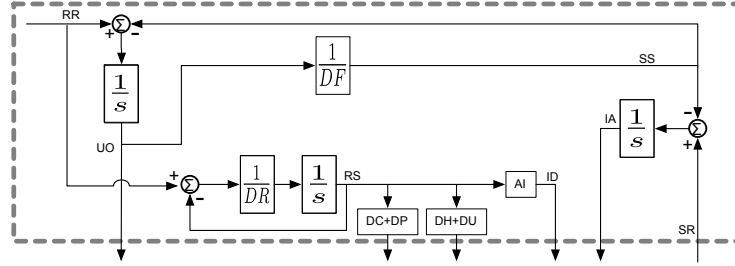 RR
+
−
Σ
1/s
1/DF
SS
UO
IA
1/s
−
Σ
+
+
Σ
−
1/DR
1/s
RS
AI
ID
DC+DP
DH+DU
SR